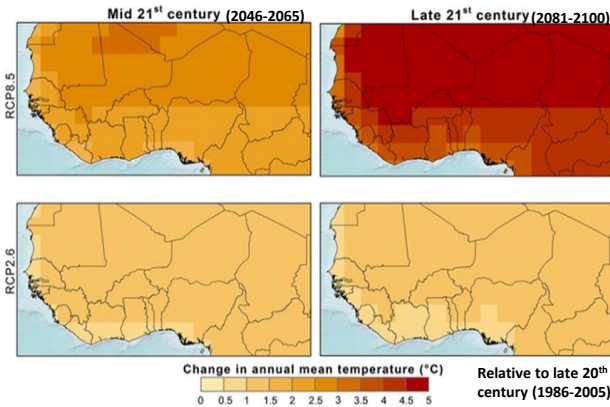 Mid 21st century (2046-2065)
Late 21st century (2081-2100)
RCP8.5
RCP2.6
Change in annual mean temperature (°C)
0 0.5 1 1.5 2 2.5 3 3.5 4 4.5 5
Relative to late 20th
century (1986-2005)